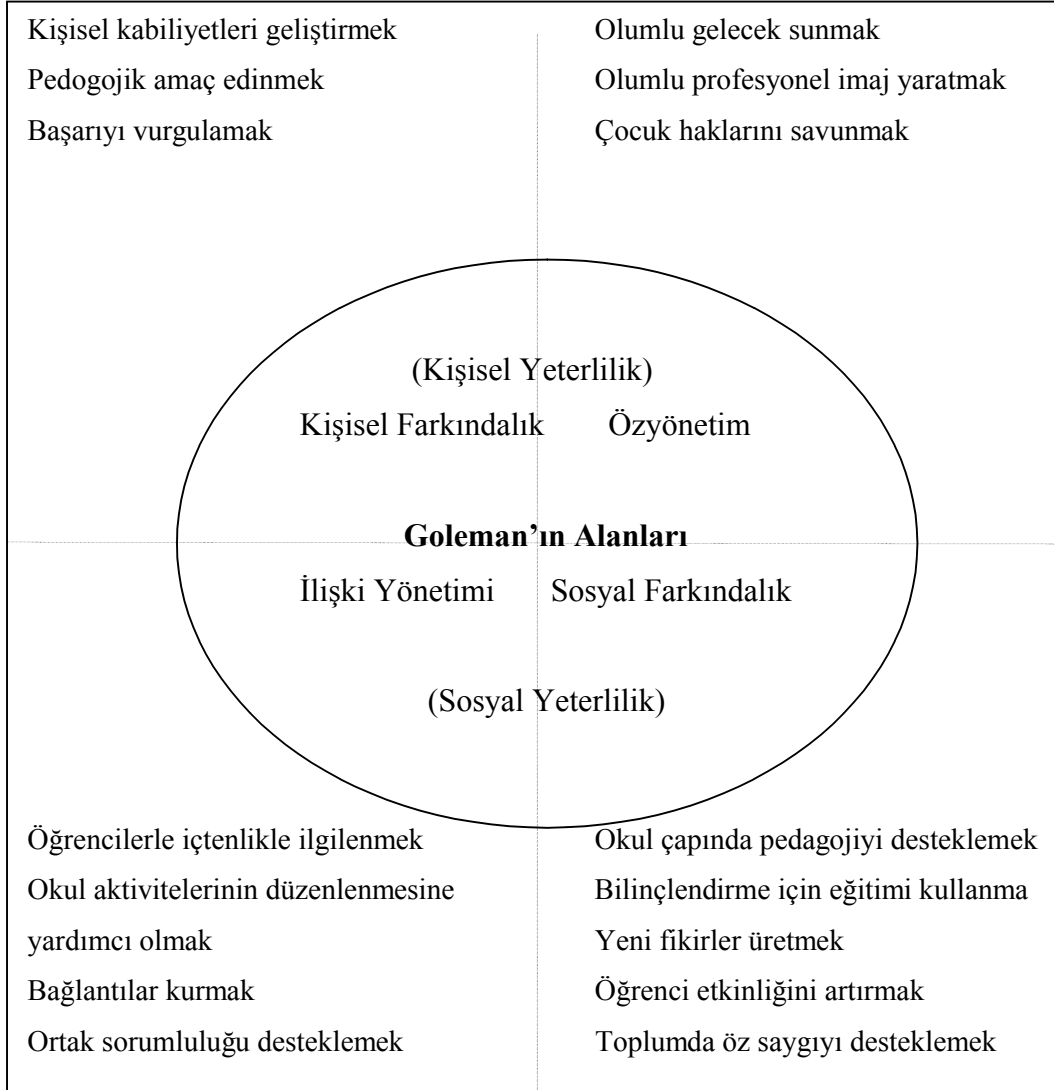 Kişisel kabiliyetleri geliştirmek
Pedogojik amaç edinmek
Başarıyı vurgulamak
Olumlu gelecek sunmak
Olumlu profesyonel imaj yaratmak
Çocuk haklarını savunmak
(Kişisel Yeterlilik)
Kişisel Farkındalık Özyönetim
Goleman’ın Alanları
İlişki Yönetimi Sosyal Farkındalık
(Sosyal Yeterlilik)
Öğrencilerle içtenlikle ilgilenmek
Okul aktivitelerinin düzenlenmesine
yardımcı olmak
Bağlantılar kurmak
Ortak sorumluluğu desteklemek
Okul çapında pedagojiyi desteklemek
Bilinçlendirme için eğitimi kullanma
Yeni fikirler üretmek
Öğrenci etkinliğini artırmak
Toplumda öz saygıyı desteklemek